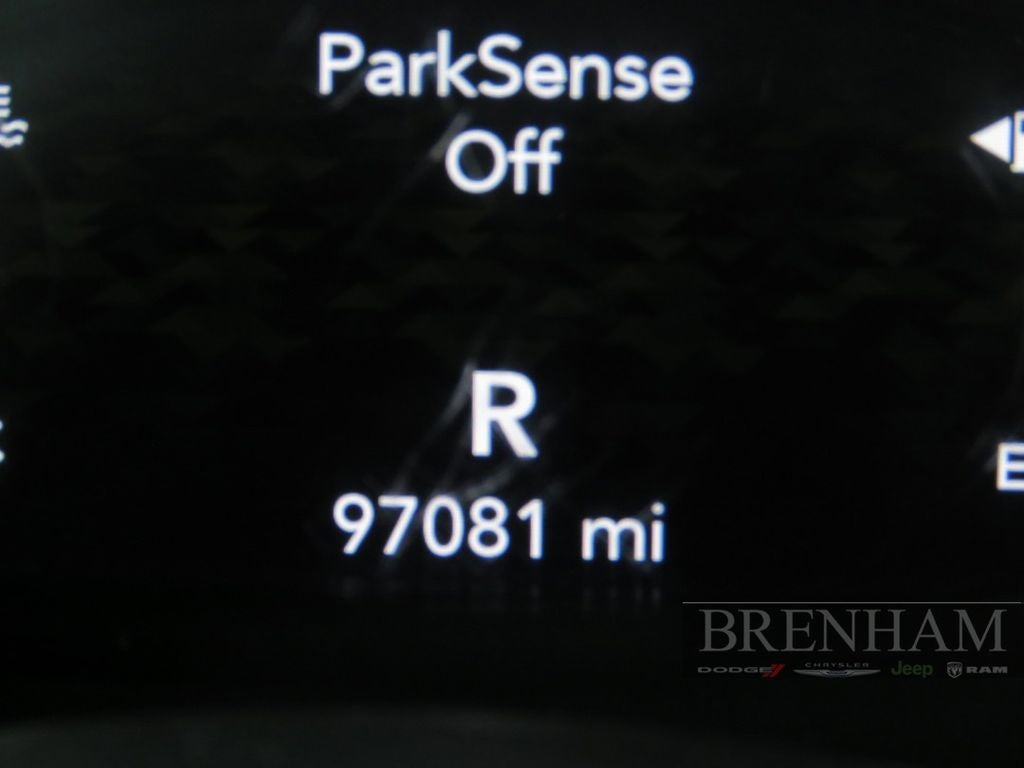 ParkSense
Off
R
97081 mi
E
BRENHAM
DODGE CHRYSLER Jeep RAM